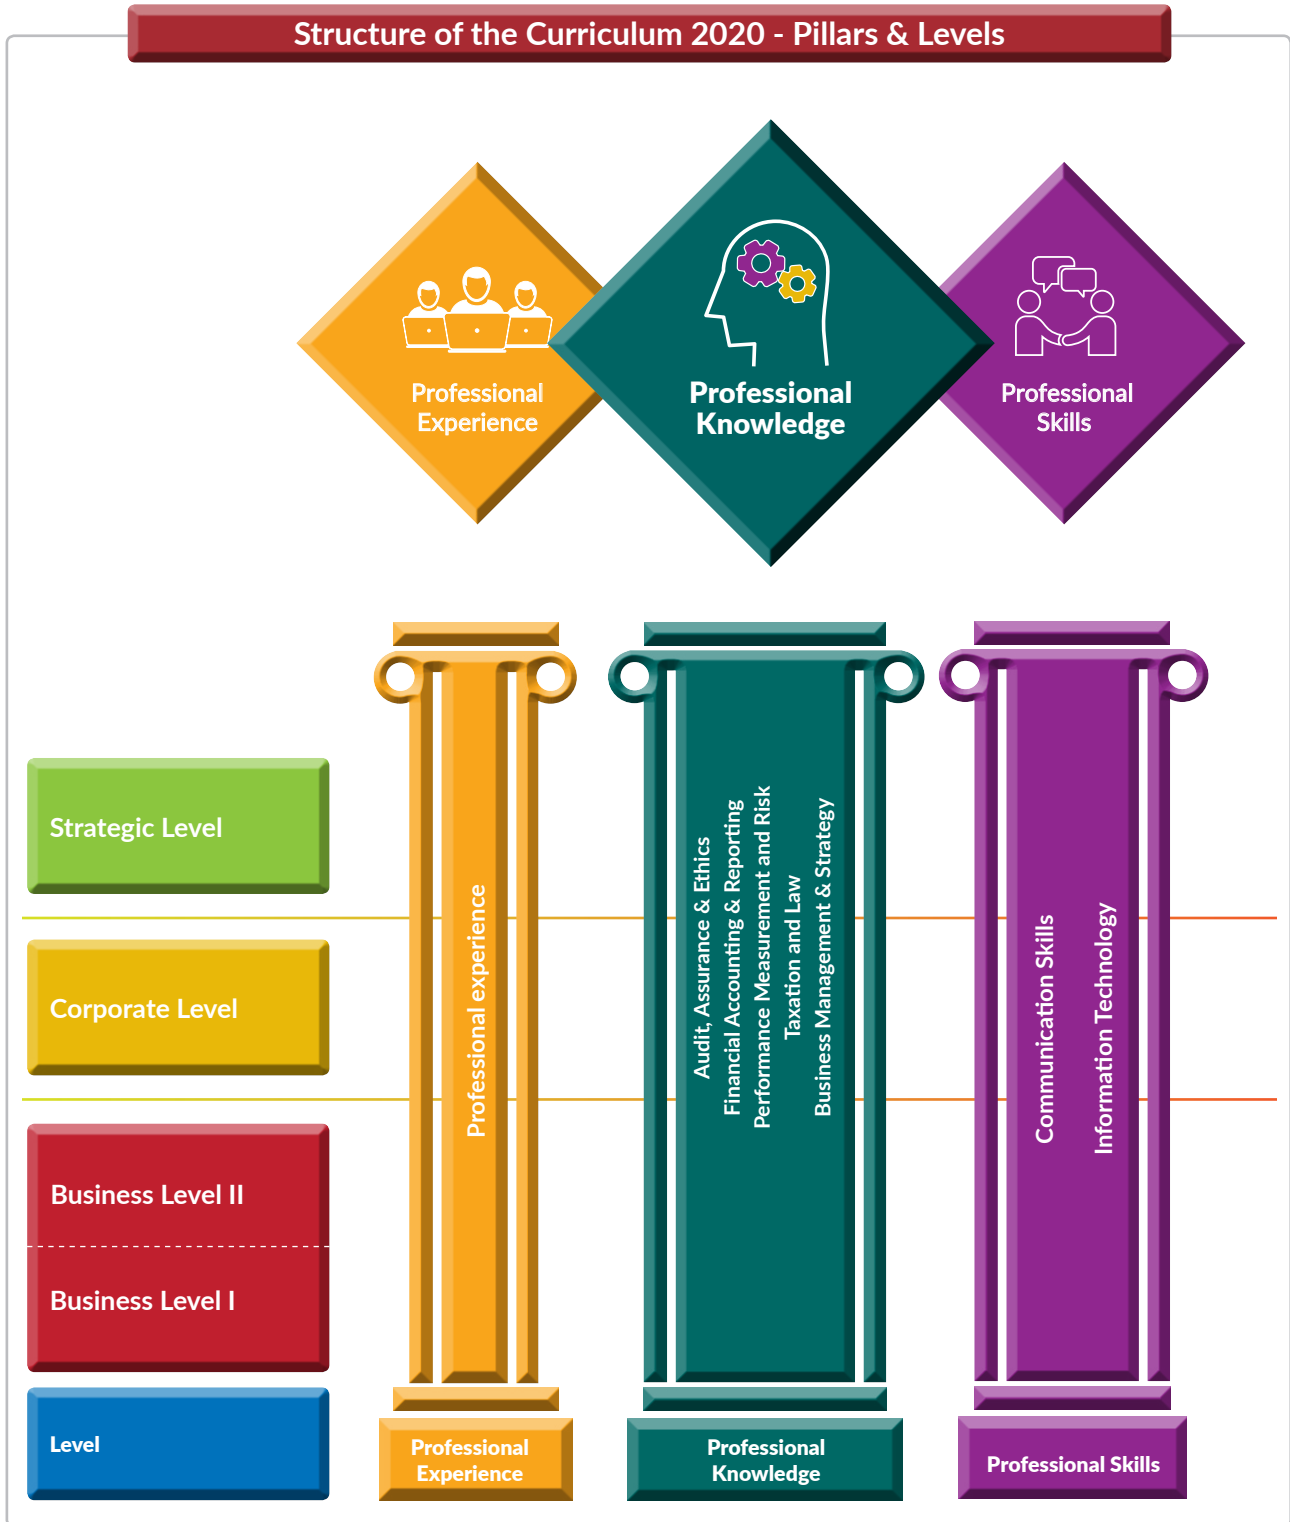 Structure of the Curriculum 2020 - Pillars & Levels
Professional
Experience
Professional
Knowledge
Professional
Skills
Strategic Level
Corporate Level
Business Level II
Business Level I
Level
Professional experience
Audit, Assurance & Ethics
Financial Accounting & Reporting
Performance Measurement and Risk
Taxation and Law
Business Management & Strategy
Communication Skills
Information Technology
Professional
Experience
Professional
Knowledge
Professional Skills